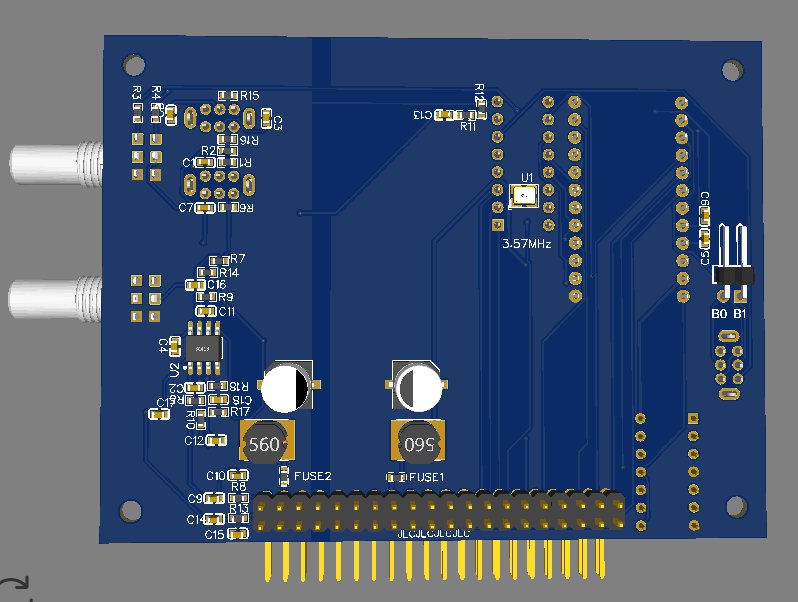 R3
R4
R15
C3
R16
R2
C1
R1
C7
R6
R12
C13
R11
U1
3.57MHz
C6
C5
B0 B1
R7
R14
C16
R9
C11
C4
U2
C2
R18
C18
R17
C17
R10
C12
560
560
C10
R8
FUSE2
FUSE1
C9
R13
C14
C15
JLCJLCJLCJLC